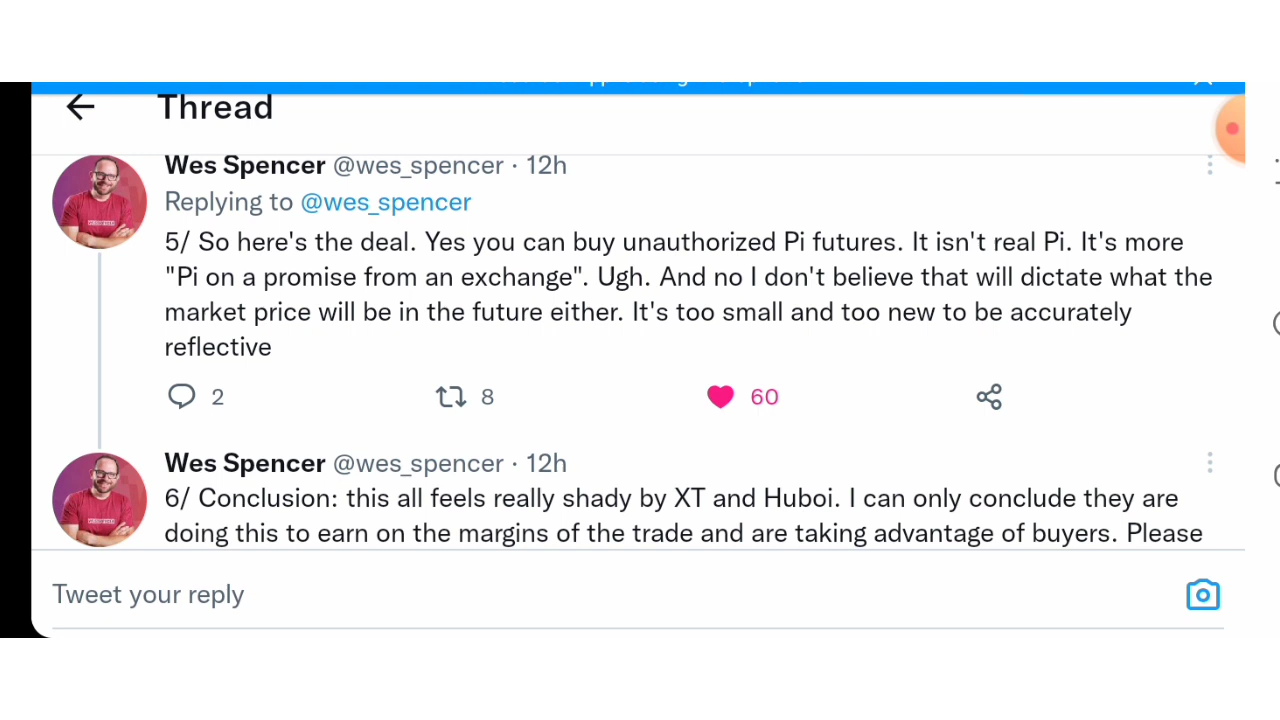 Thread
Wes Spencer @wes_spencer · 12h
Replying to @wes_spencer
5/ So here's the deal. Yes you can buy unauthorized Pi futures. It isn't real Pi. It's more
"Pi on a promise from an exchange". Ugh. And no I don't believe that will dictate what the
market price will be in the future either. It's too small and too new to be accurately
reflective
2 8 60
Wes Spencer @wes_spencer · 12h
6/ Conclusion: this all feels really shady by XT and Huboi. I can only conclude they are
doing this to earn on the margins of the trade and are taking advantage of buyers. Please
Tweet your reply